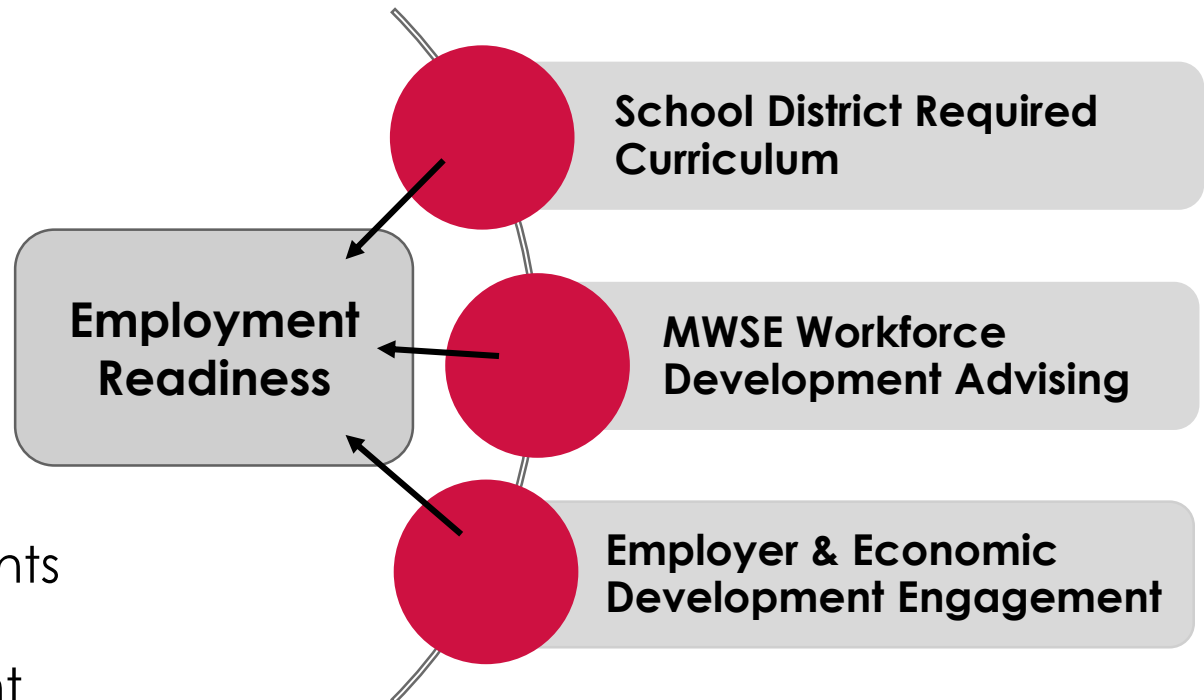 School District Required
Curriculum
Employment
Readiness
MWSE Workforce
Development Advising
Employer & Economic
Development Engagement